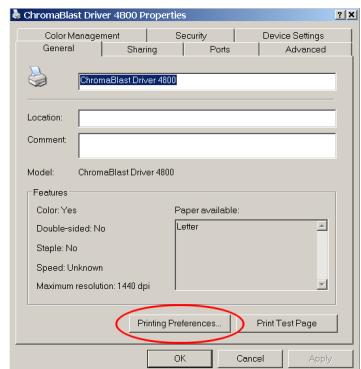 ChromaBlast Driver 4800 Properties
Color Management Security Device Settings
General Sharing Ports Advanced
ChromaBlast Driver 4800
Location:
Comment:
Model: ChromaBlast Driver 4800
Features
Color: Yes Paper available:
Double-sided: No Letter
Staple: No
Speed: Unknown
Maximum resolution: 1440 dpi
Printing Preferences... Print Test Page
OK Cancel Apply